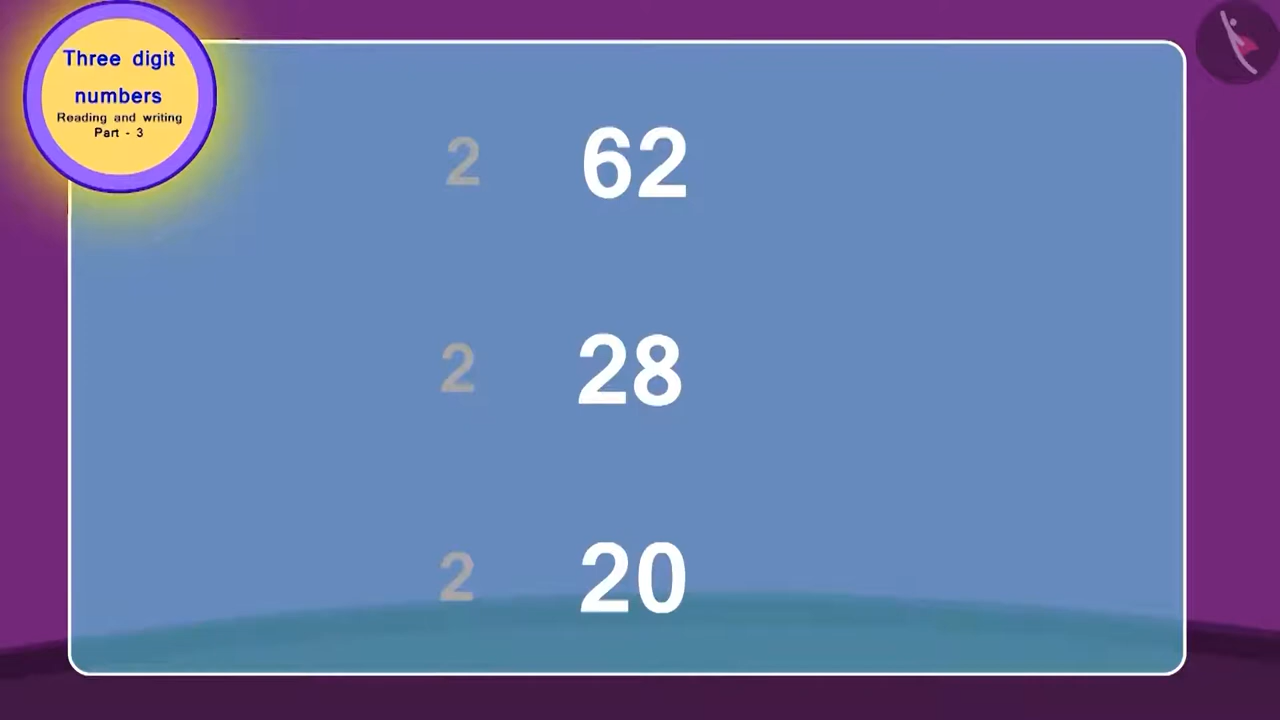 Three digit
numbers
Reading and writing
Part - 3
2 62
2 28
2 20